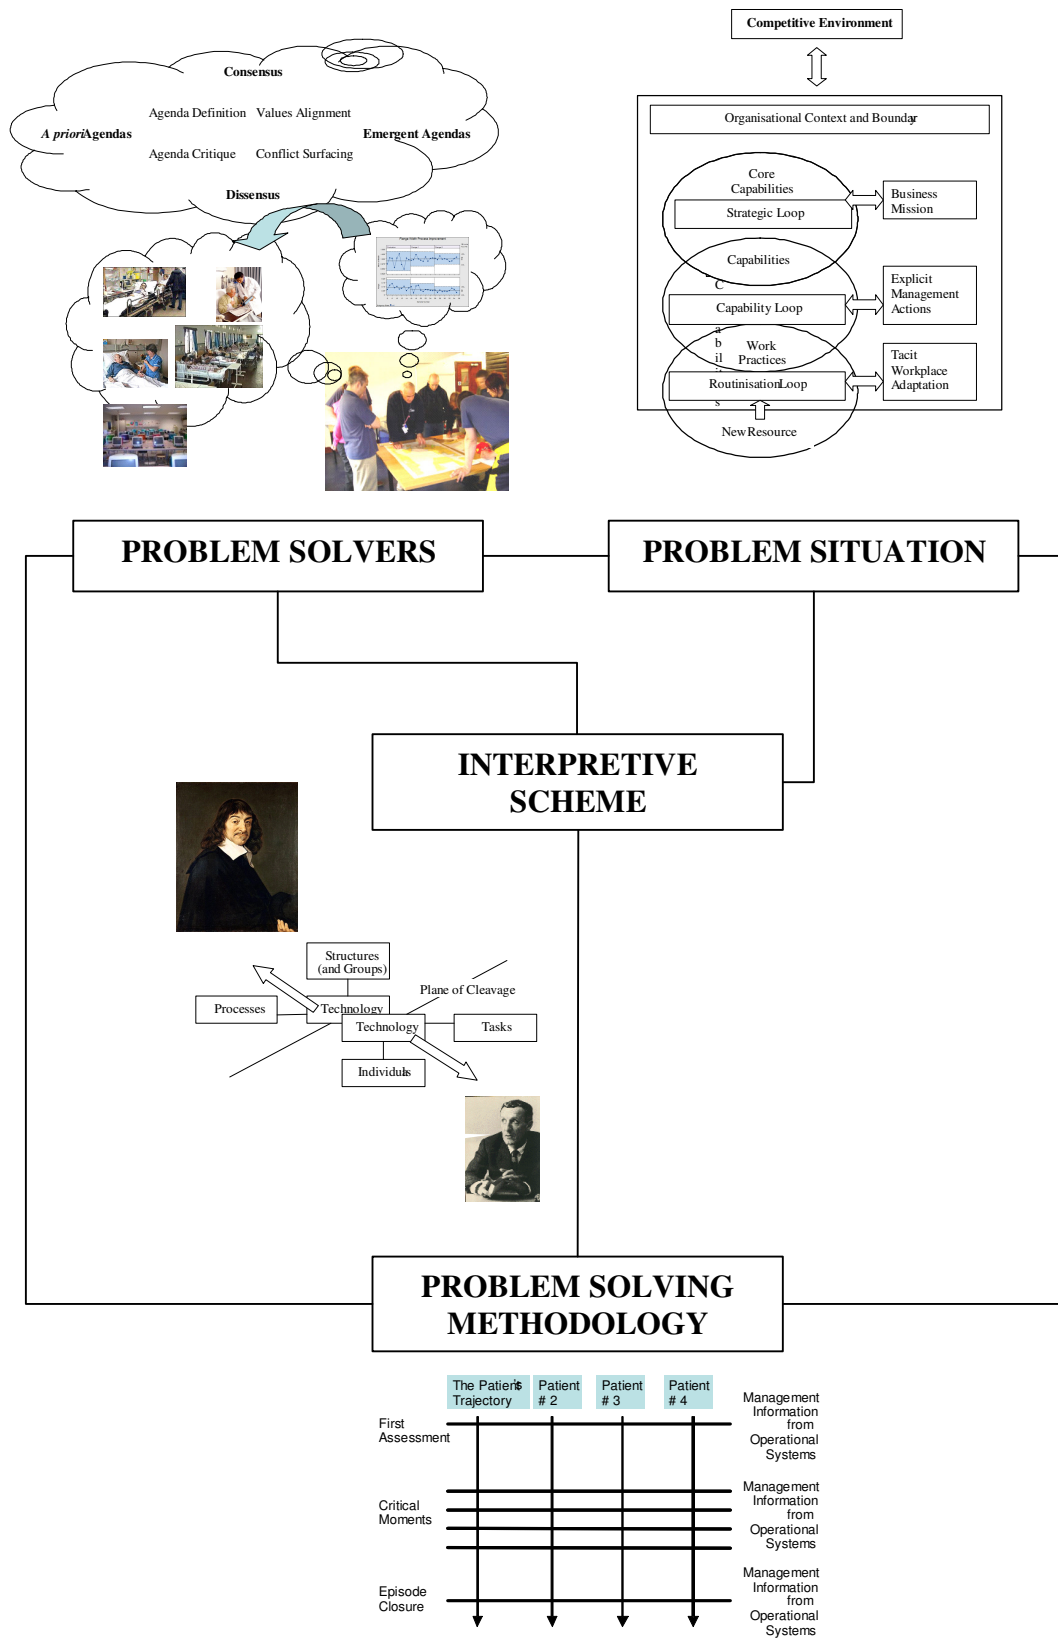 Competitive Environment
Consensus
Agenda Definition Values Alignment
A priori Agendas
Emergent Agendas
Agenda Critique Conflict Surfacing
Dissensus
Organisational Context and Boundary
Core
Capabilities
Strategic Loop
Business
Mission
Capabilities
Capability Loop
Explicit
Management
Actions
Work
Practices
Routinisation Loop
Tacit
Workplace
Adaptation
New Resource
PROBLEM SOLVERS
PROBLEM SITUATION
INTERPRETIVE
SCHEME
Structures
(and Groups)
Plane of Cleavage
Processes
Technology
Technology
Tasks
Individuals
PROBLEM SOLVING
METHODOLOGY
The Patient's
Trajectory
Patient
# 2
Patient
# 3
Patient
# 4
First
Assessment
Management
Information
from
Operational
Systems
Critical
Moments
Management
Information
from
Operational
Systems
Episode
Closure
Management
Information
from
Operational
Systems